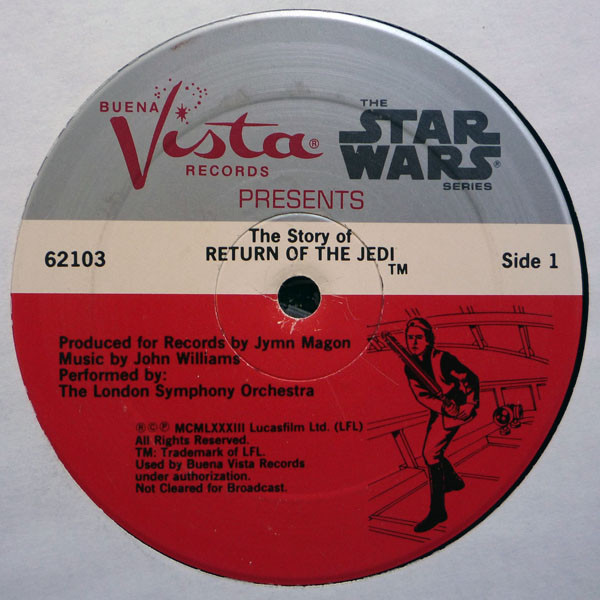 BUENA
Vista®
RECORDS
THE
STAR
WARS®
SERIES
PRESENTS
The Story of
62103 RETURN OF THE JEDI™ Side 1
Produced for Records by Jymn Magon
Music by John Williams
Performed by:
The London Symphony Orchestra
®©℗ MCMLXXXIII Lucasfilm Ltd. (LFL)
All Rights Reserved.
TM: Trademark of LFL.
Used by Buena Vista Records
under authorization.
Not Cleared for Broadcast.